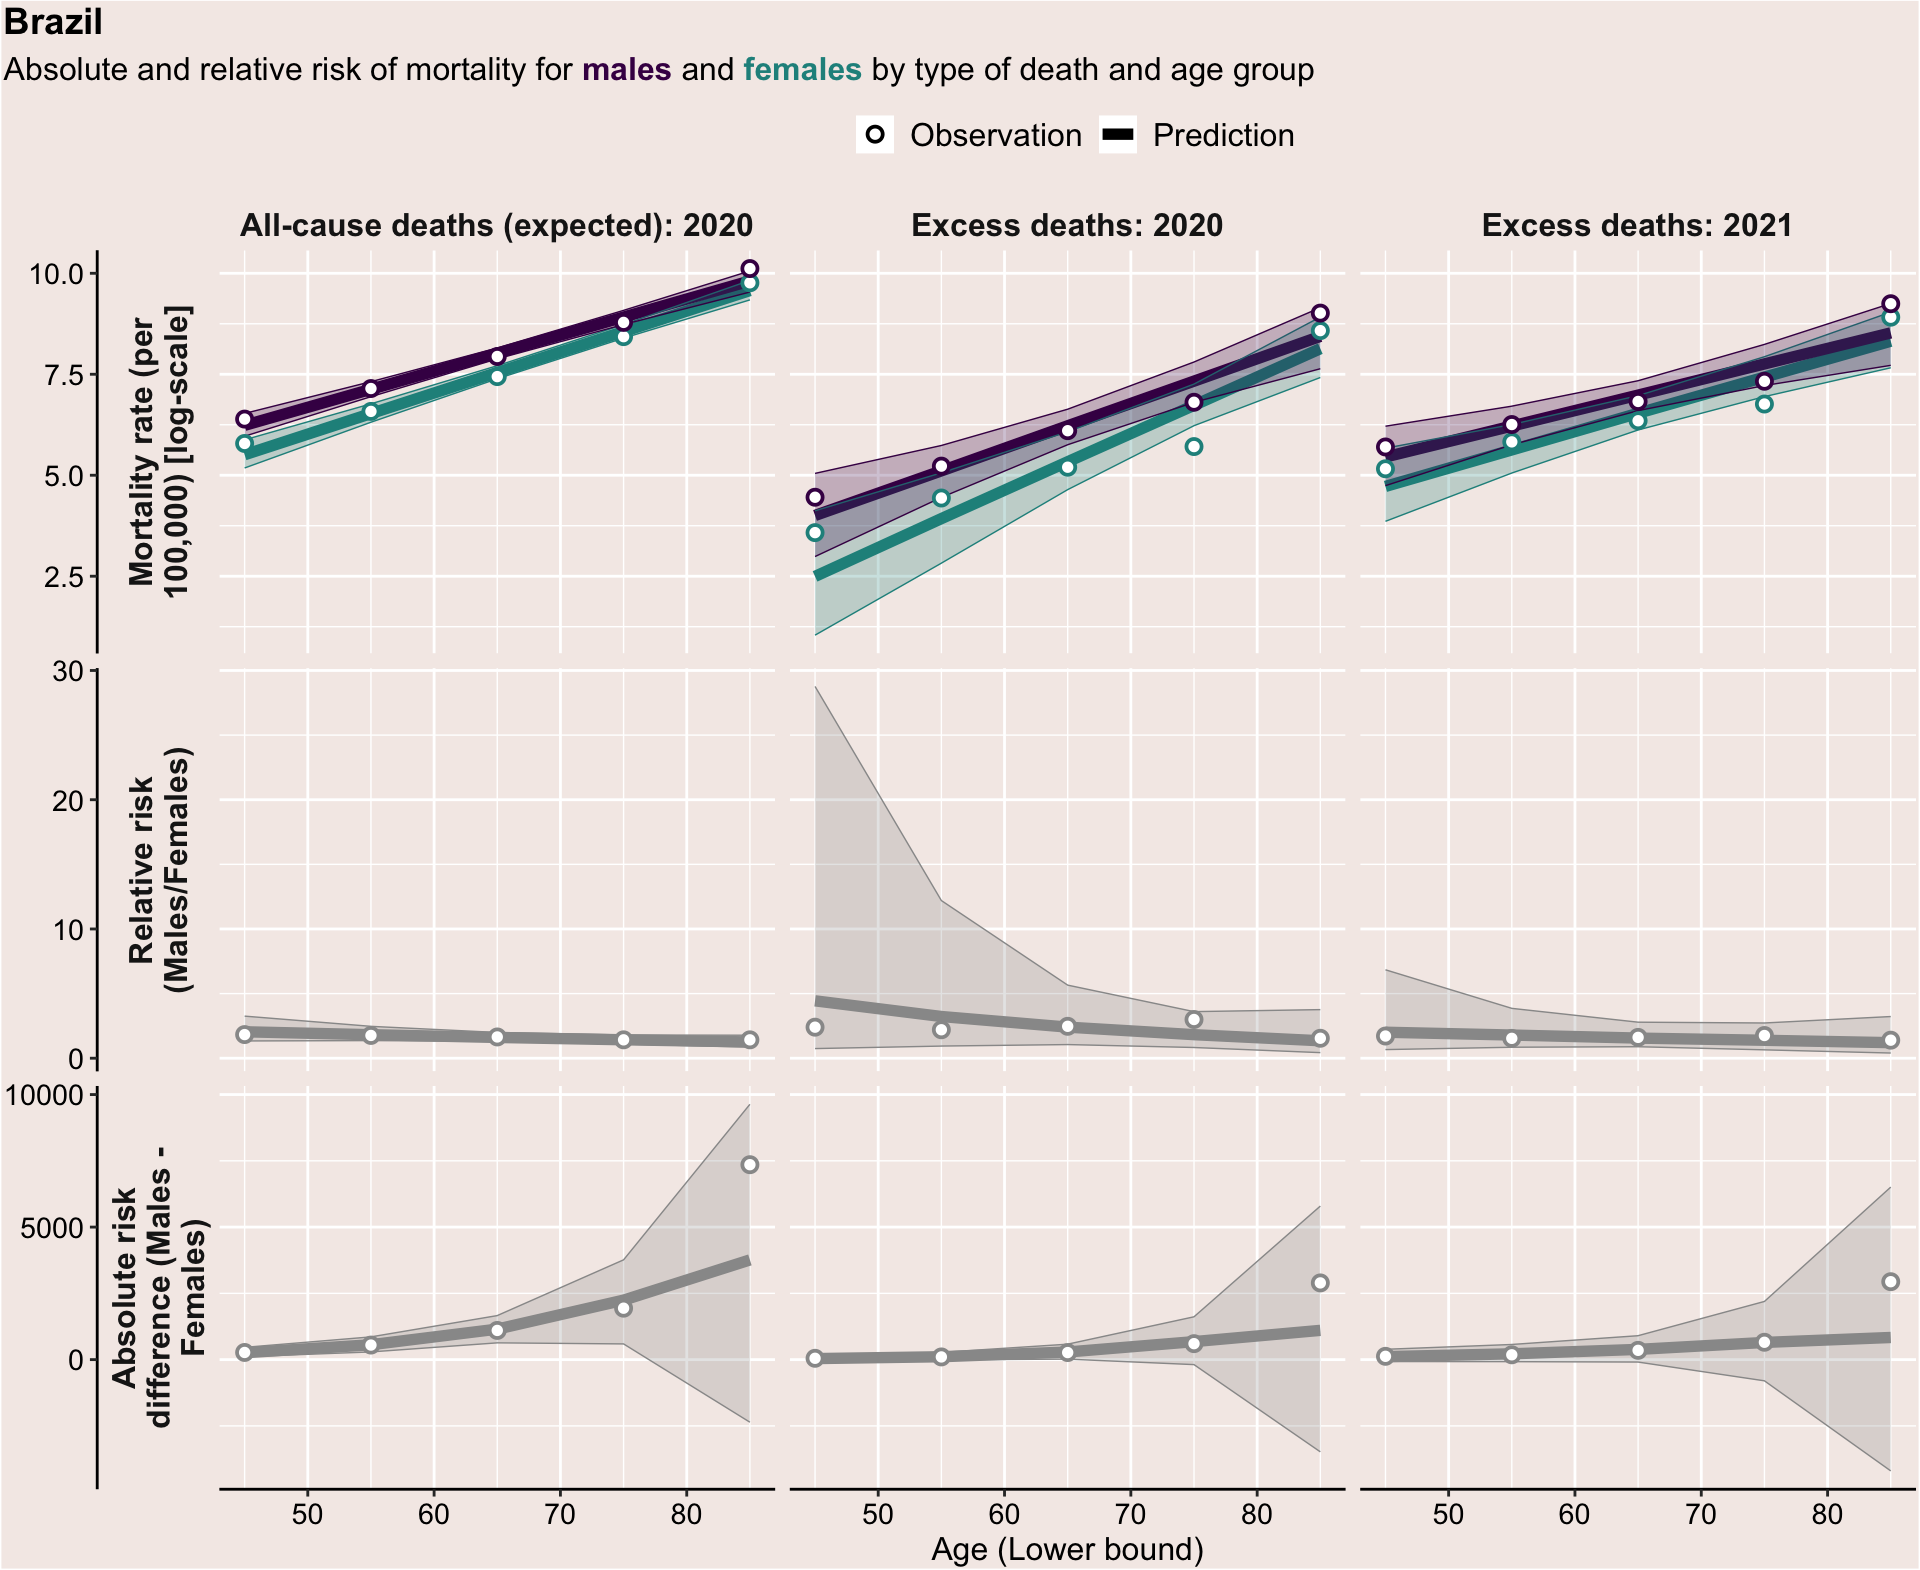 Brazil
Absolute and relative risk of mortality for males and females by type of death and age group
Observation Prediction
All-cause deaths (expected): 2020 Excess deaths: 2020 Excess deaths: 2021
Mortality rate (per
100,000) [log-scale]
10.0
7.5
5.0
2.5
Relative risk
(Males/Females)
30
20
10
0
Absolute risk
difference (Males -
Females)
10000
5000
0
50 60 70 80 50 60 70 80 50 60 70 80
Age (Lower bound)